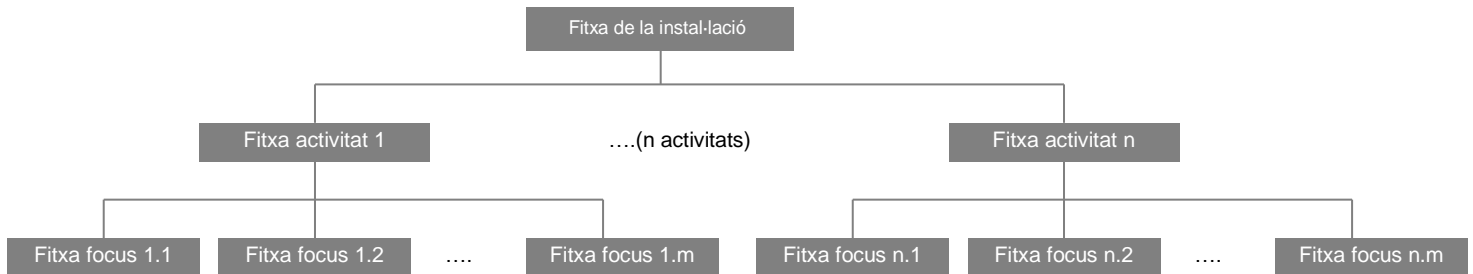 Fitxa de la instal·lació
Fitxa activitat 1
….(n activitats)
Fitxa activitat n
Fitxa focus 1.1
Fitxa focus 1.2
….
Fitxa focus 1.m
Fitxa focus n.1
Fitxa focus n.2
….
Fitxa focus n.m